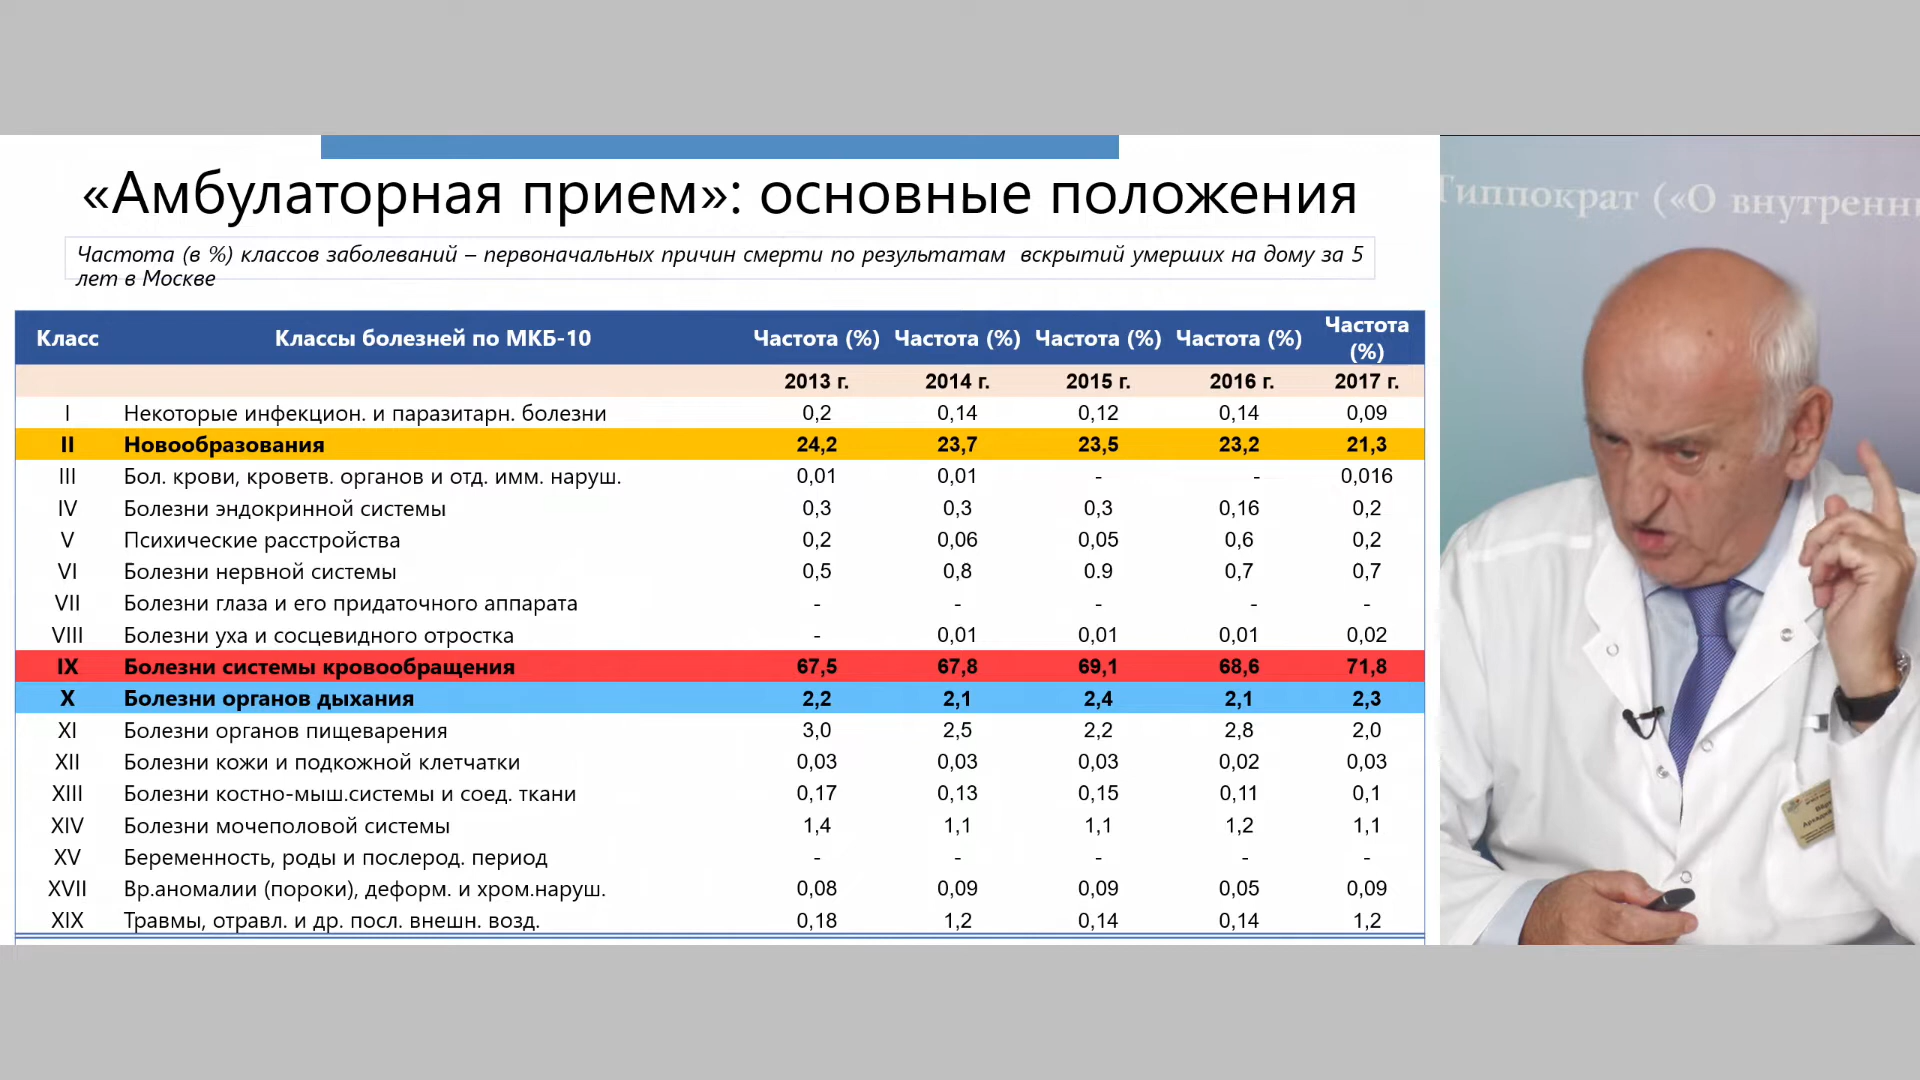 «Амбулаторная прием»: основные положения
Частота (в %) классов заболеваний – первоначальных причин смерти по результатам вскрытий умерших на дому за 5
лет в Москве
Класс Классы болезней по МКБ-10 Частота (%) Частота (%) Частота (%) Частота (%) Частота (%)
2013 г. 2014 г. 2015 г. 2016 г. 2017 г.
I Некоторые инфекцион. и паразитарн. болезни 0,2 0,14 0,12 0,14 0,09
II Новообразования 24,2 23,7 23,5 23,2 21,3
III Бол. крови, кроветв. органов и отд. имм. наруш. 0,01 0,01 - - 0,016
IV Болезни эндокринной системы 0,3 0,3 0,3 0,16 0,2
V Психические расстройства 0,2 0,06 0,05 0,6 0,2
VI Болезни нервной системы 0,5 0,8 0.9 0,7 0,7
VII Болезни глаза и его придаточного аппарата - - - - -
VIII Болезни уха и сосцевидного отростка - 0,01 0,01 0,01 0,02
IX Болезни системы кровообращения 67,5 67,8 69,1 68,6 71,8
X Болезни органов дыхания 2,2 2,1 2,4 2,1 2,3
XI Болезни органов пищеварения 3,0 2,5 2,2 2,8 2,0
XII Болезни кожи и подкожной клетчатки 0,03 0,03 0,03 0,02 0,03
XIII Болезни костно-мыш.системы и соед. ткани 0,17 0,13 0,15 0,11 0,1
XIV Болезни мочеполовой системы 1,4 1,1 1,1 1,2 1,1
XV Беременность, роды и послерод. период - - - - -
XVII Вр.аномалии (пороки), деформ. и хром.наруш. 0,08 0,09 0,09 0,05 0,09
XIX Травмы, отравл. и др. посл. внешн. возд. 0,18 1,2 0,14 0,14 1,2
Гиппократ («О внутренн